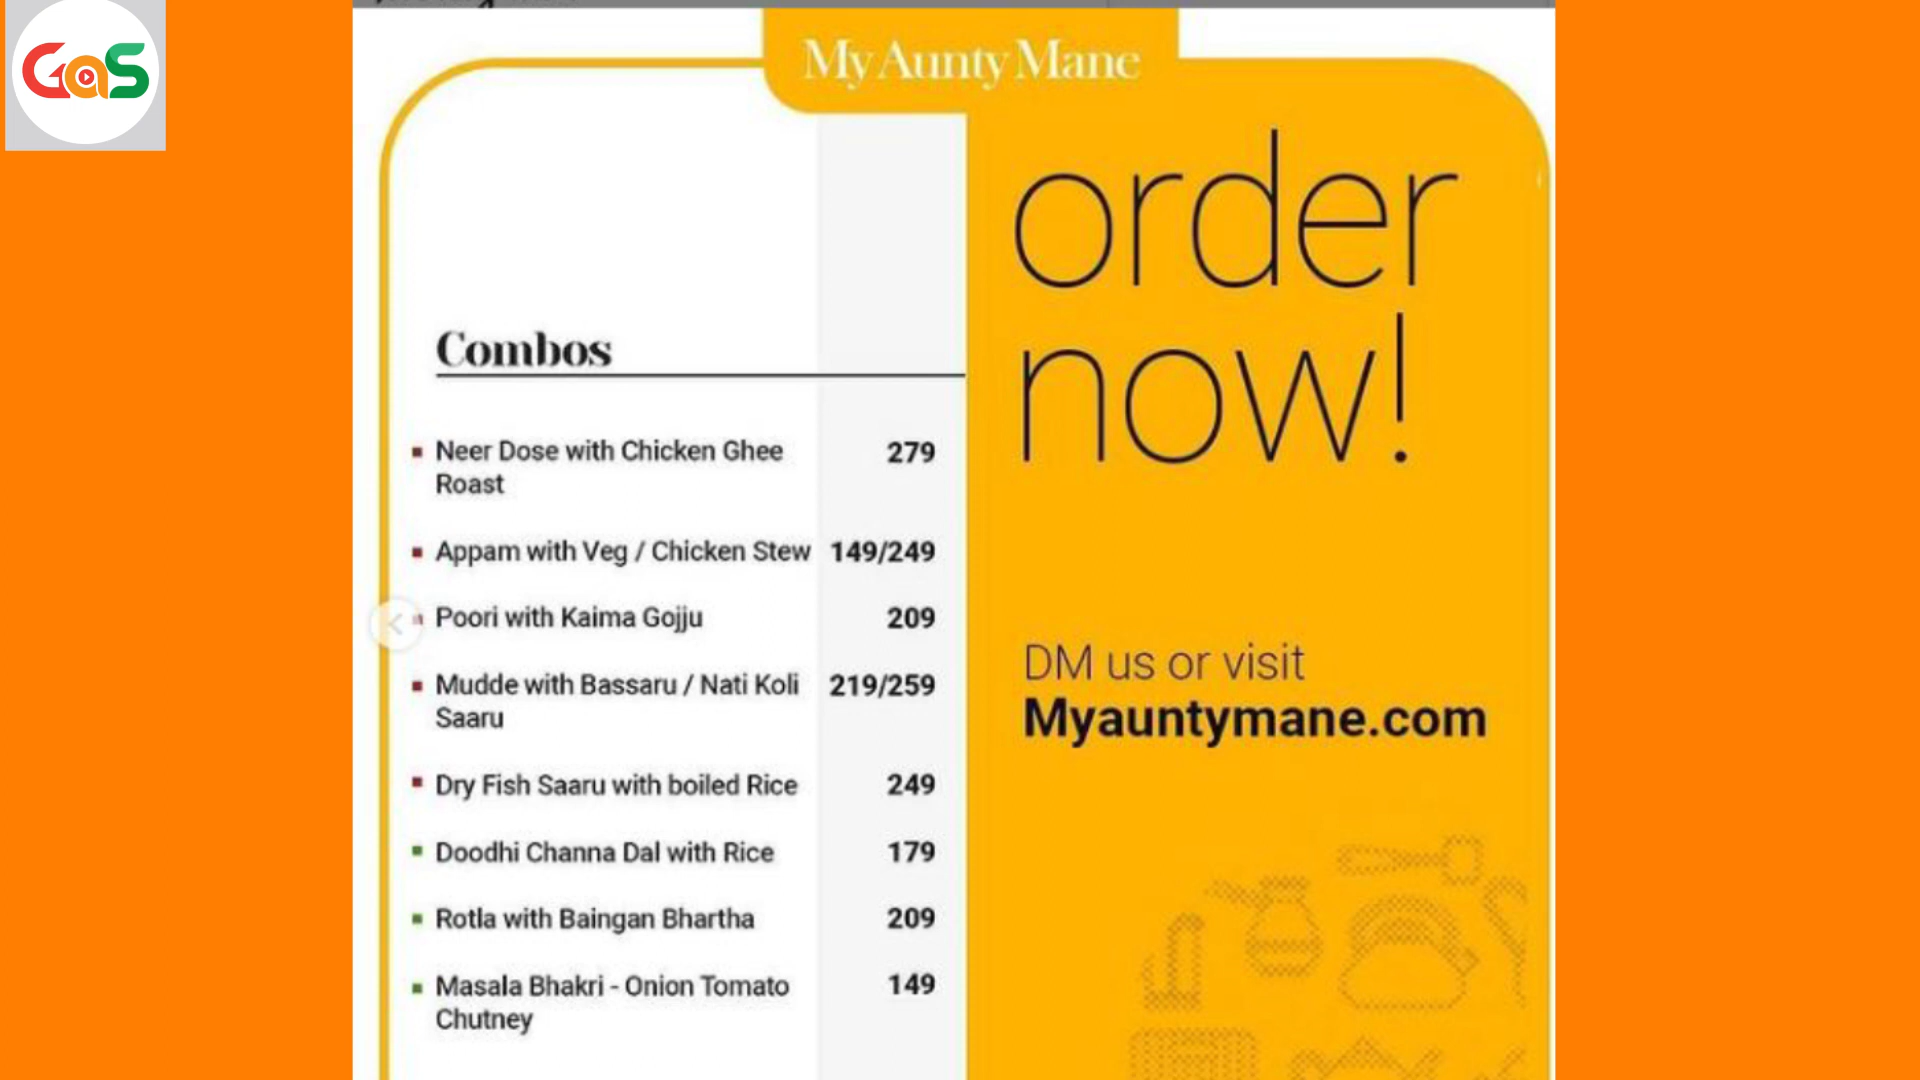 GaS
My Aunty Mane
Combos
Neer Dose with Chicken Ghee 279
Roast
Appam with Veg / Chicken Stew 149/249
Poori with Kaima Gojju 209
Mudde with Bassaru / Nati Koli 219/259
Saaru
Dry Fish Saaru with boiled Rice 249
Doodhi Channa Dal with Rice 179
Rotla with Baingan Bhartha 209
Masala Bhakri - Onion Tomato 149
Chutney
order
now!
DM us or visit
Myauntymane.com